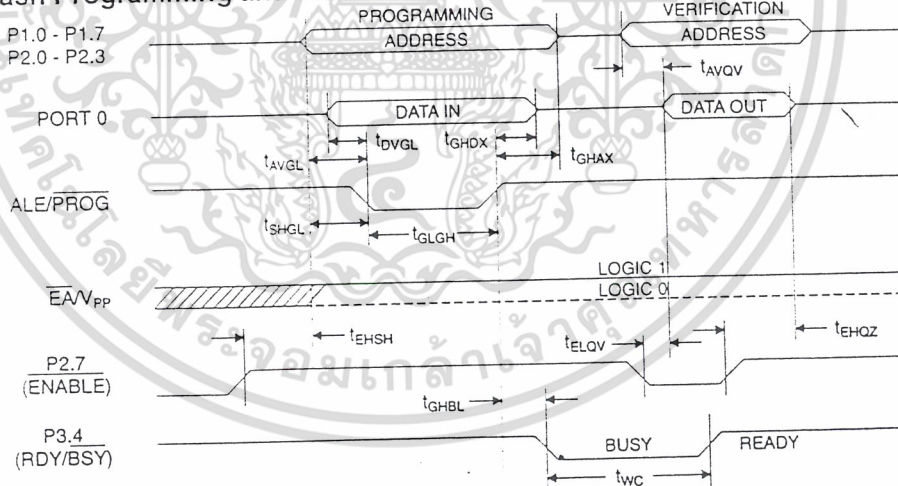 ash Programming and
PROGRAMMING
VERIFICATION
P1.0 - P1.7
P2.0 - P2.3
ADDRESS
ADDRESS
tAVQV
PORT 0
DATA IN
DATA OUT
tDVGL
tGHDX
tAVGL
tGHAX
ALE/PROG
tSHGL
tGLGH
LOGIC 1
LOGIC 0
EA/VPP
tEHSH
tELQV
tEHQZ
P2.7
(ENABLE)
tGHBL
P3.4
(RDY/BSY)
BUSY
READY
tWC